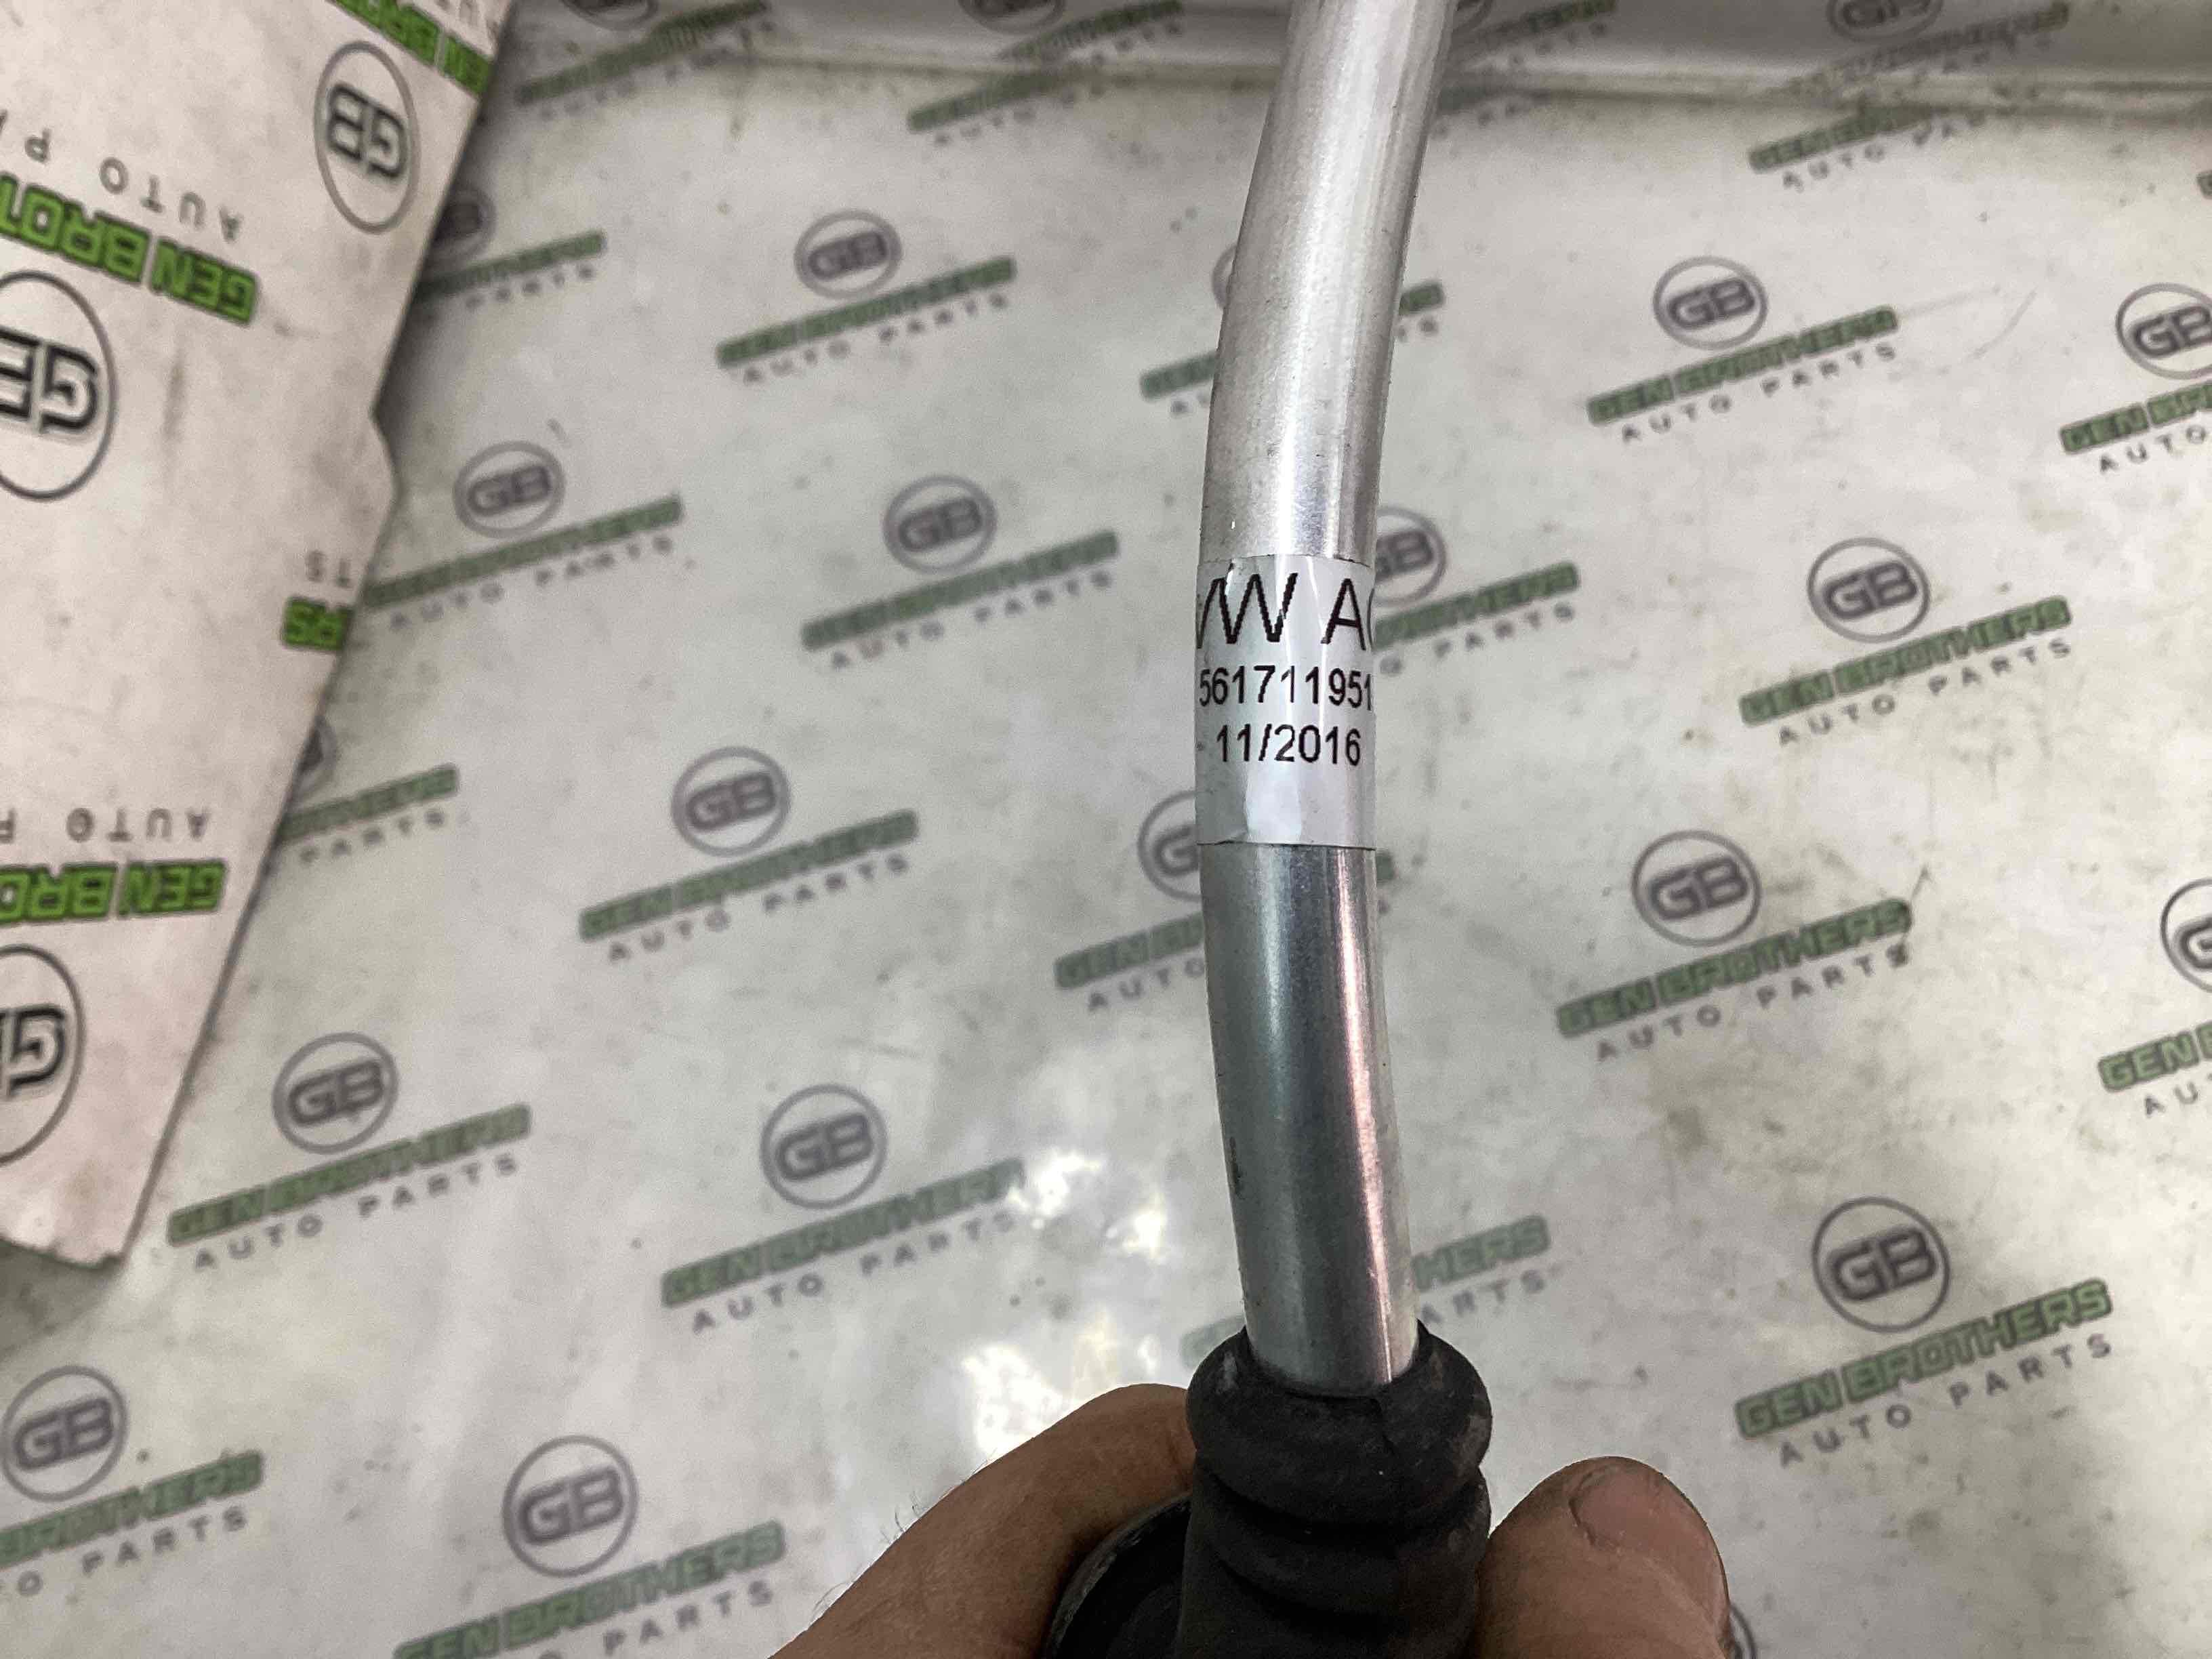 VW AG
561711951
11/2016
GB
GEN BROTHERS
AUTO PARTS